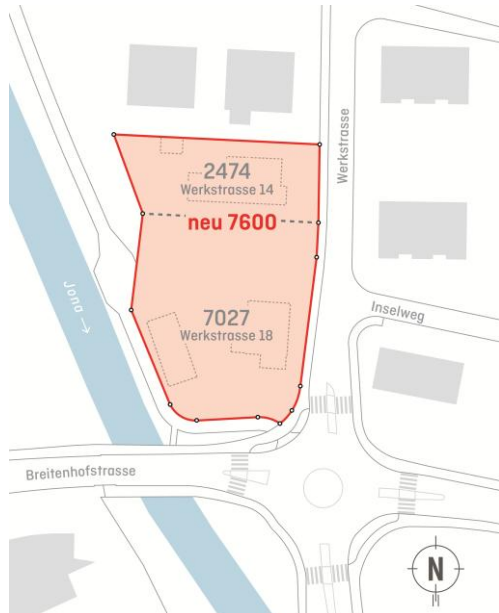 2474
Werkstrasse 14
neu 7600
Werkstrasse
Jona →
7027
Werkstrasse 18
Inselweg
Breitenhofstrasse
N